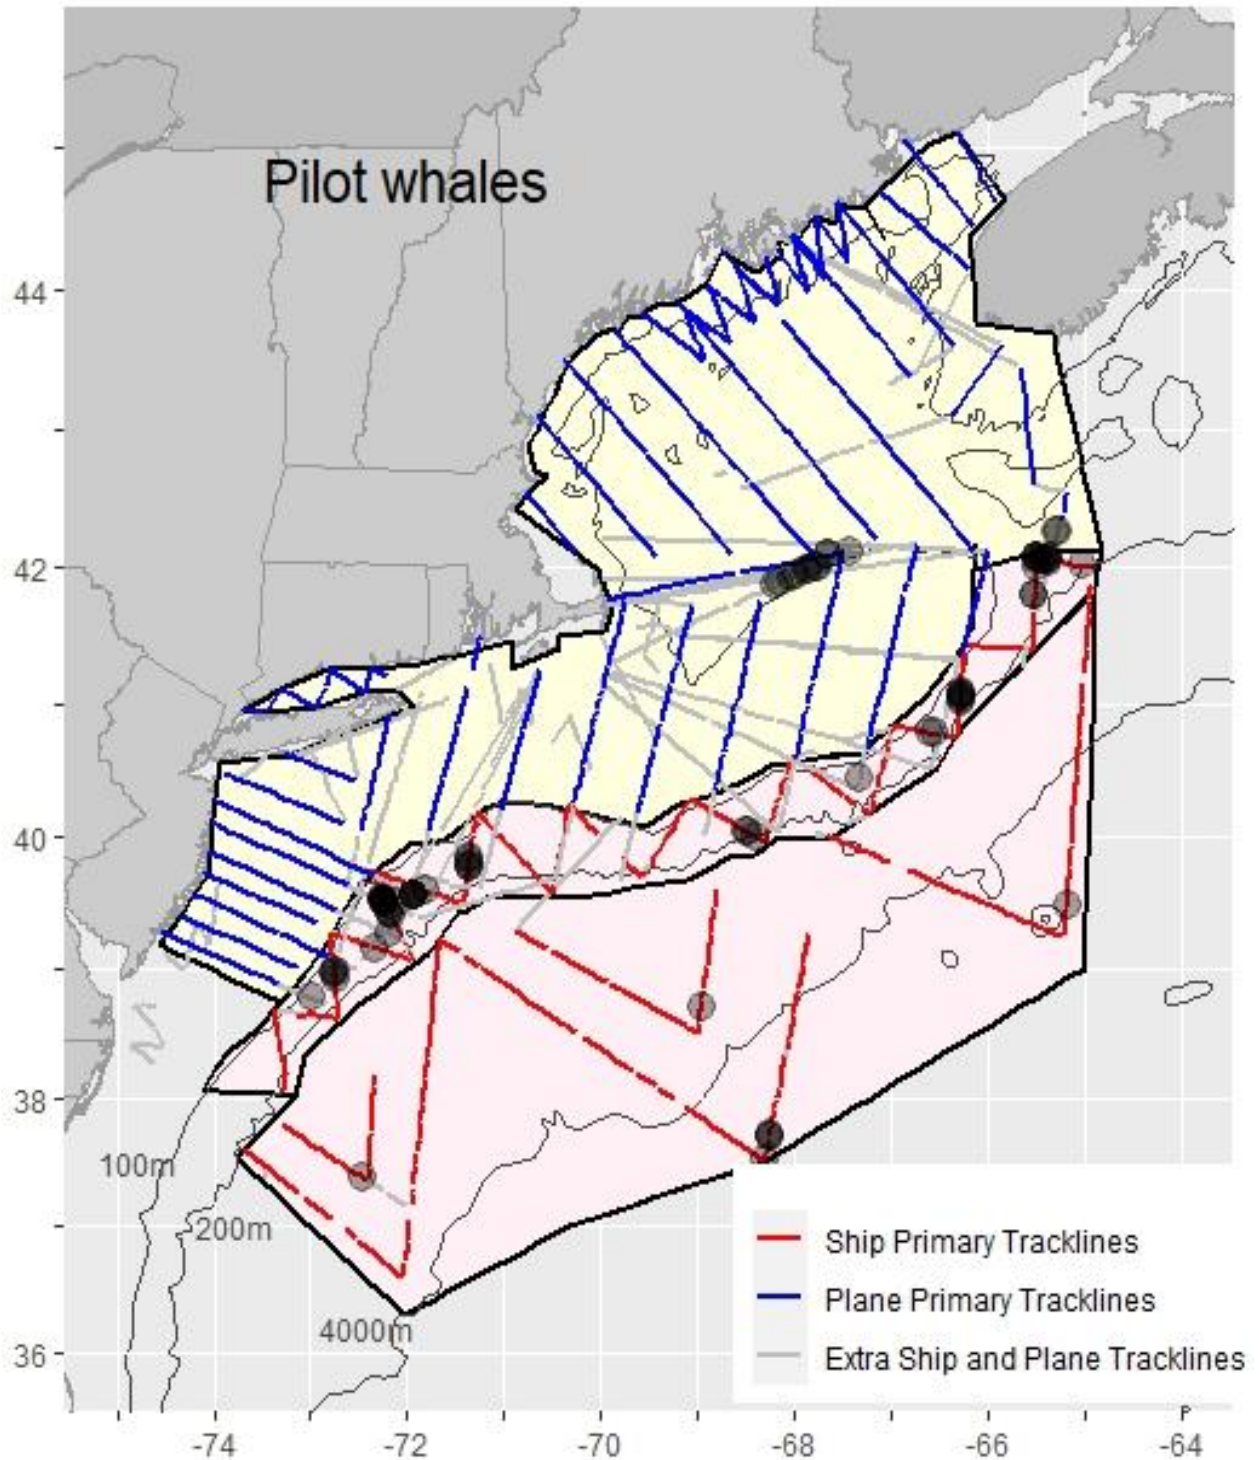 Pilot whales
44
42
40
38
36
100m
200m
4000m
Ship Primary Tracklines
Plane Primary Tracklines
Extra Ship and Plane Tracklines
-74
-72
-70
-68
-66
-64